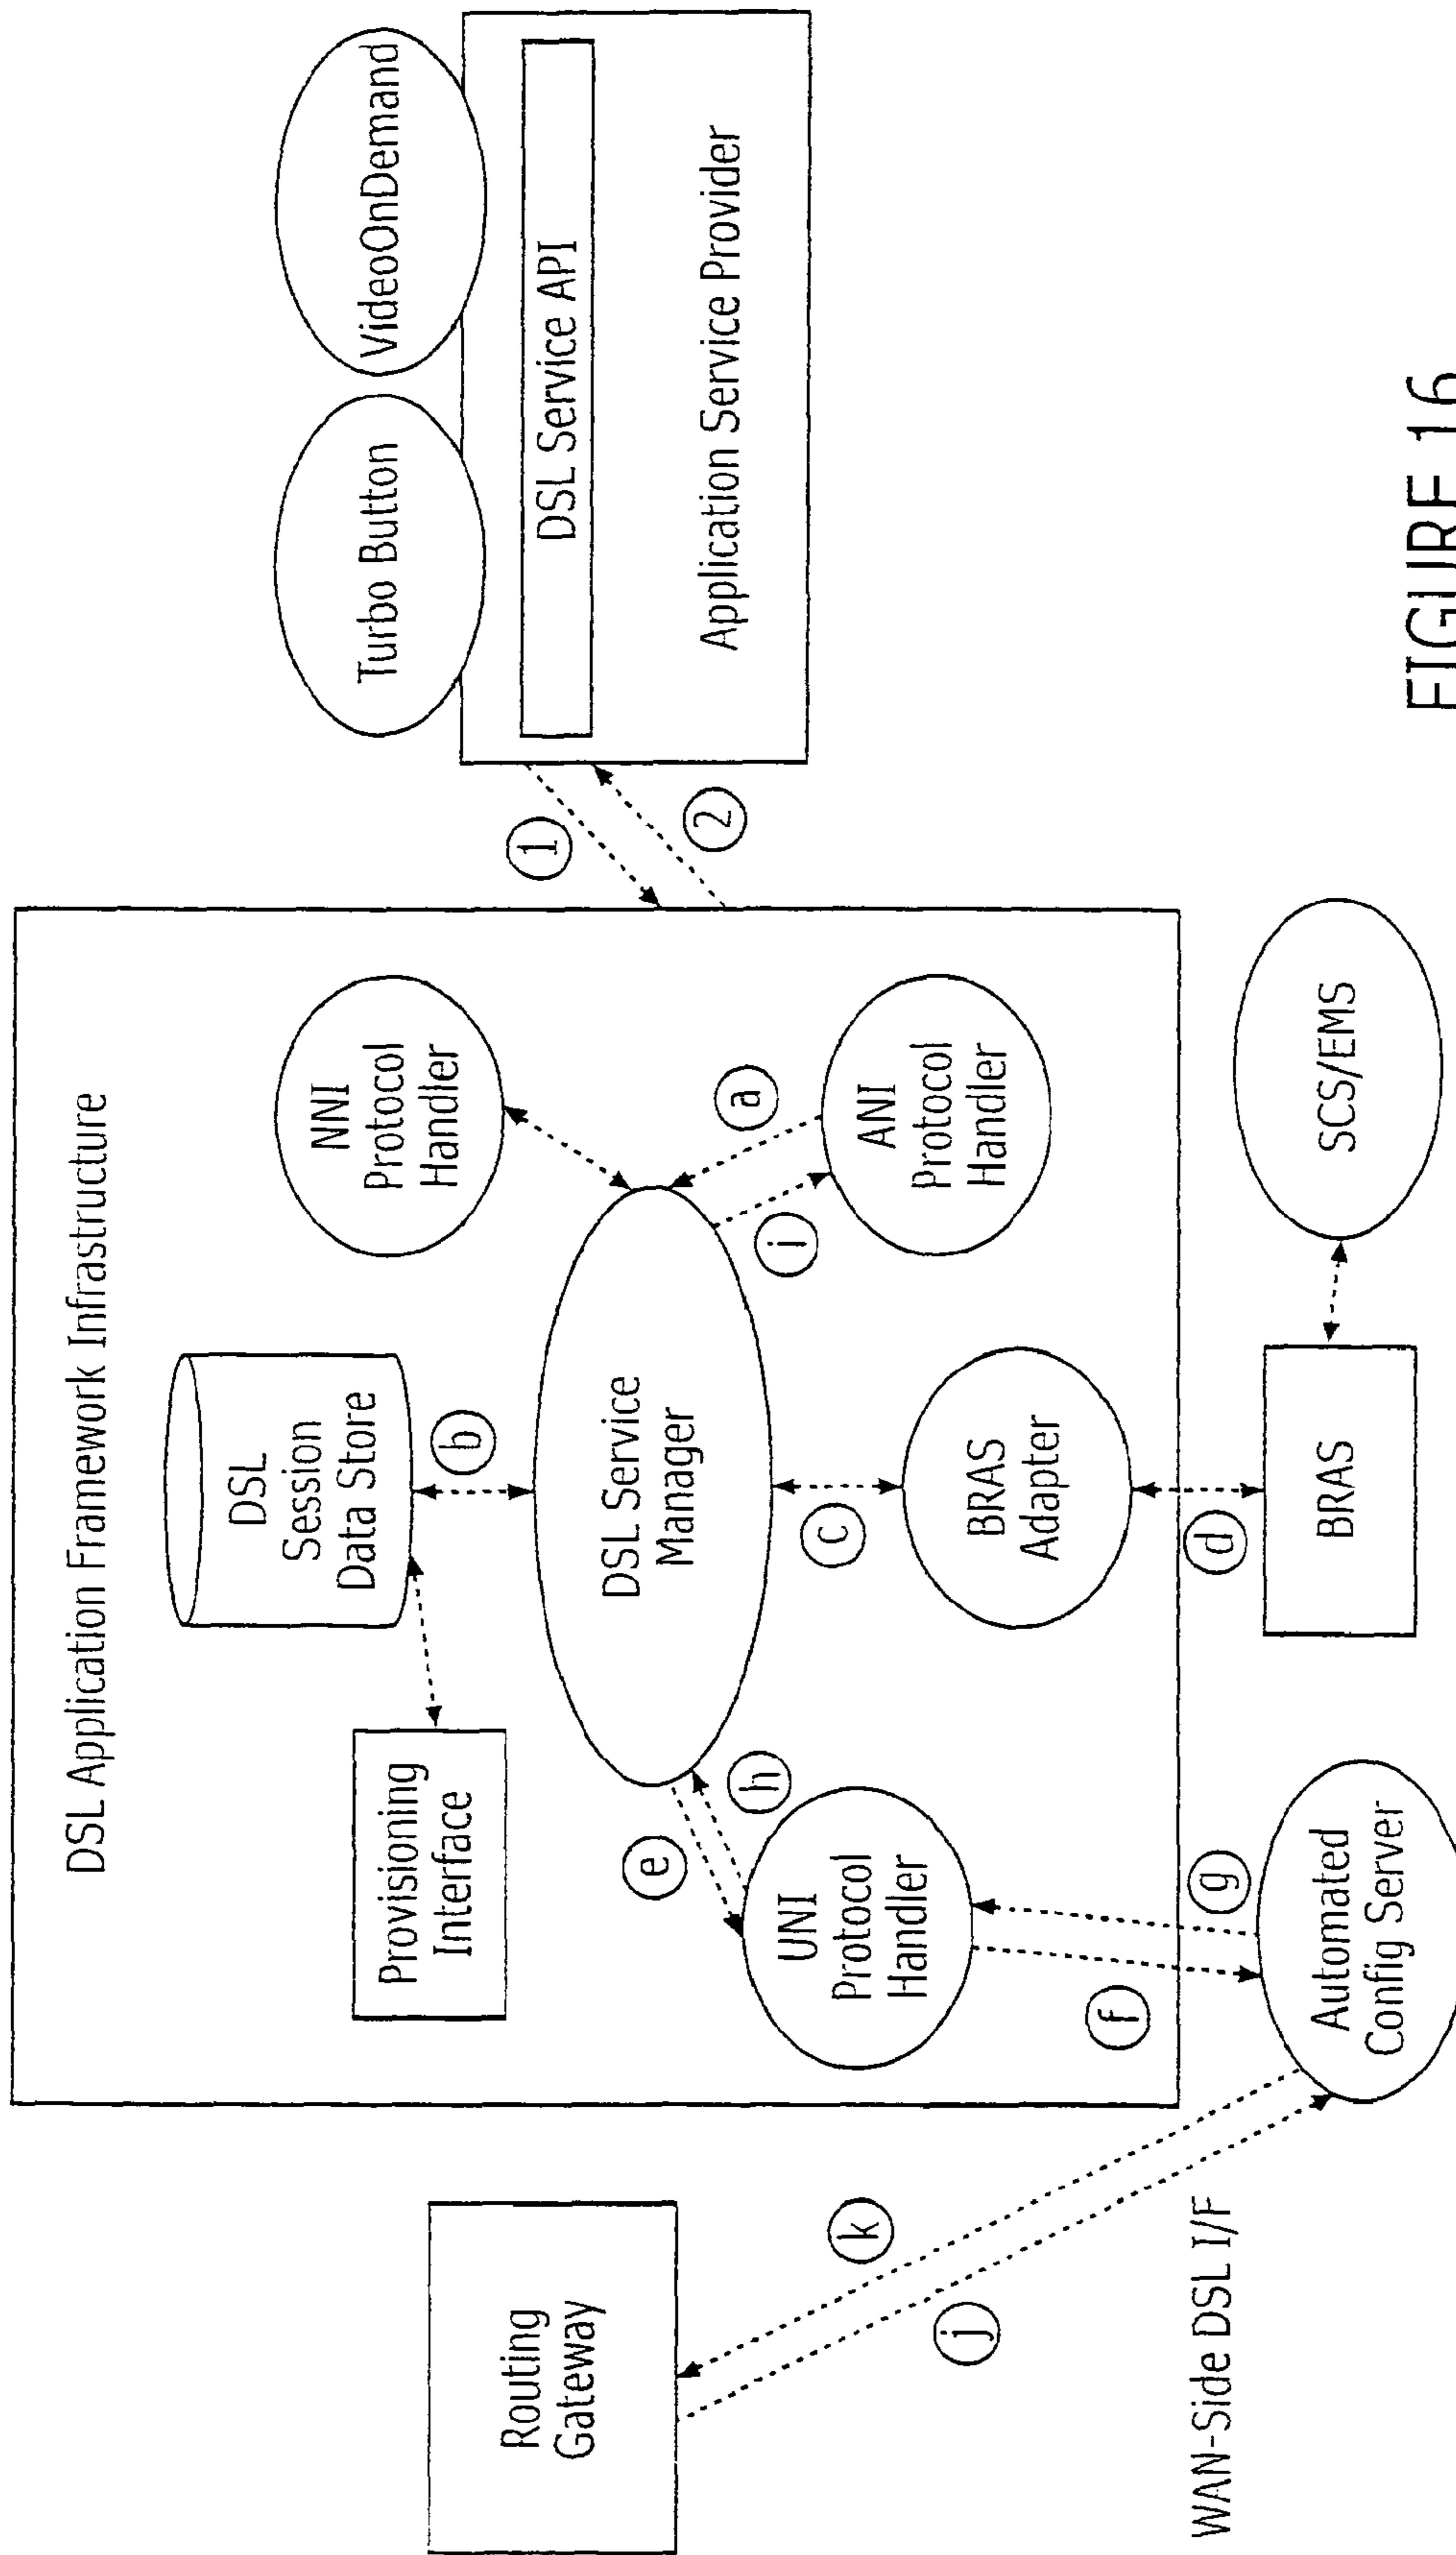 DSL Application Framework Infrastructure
Provisioning
Interface
DSL
Session
Data Store
NNI
Protocol
Handler
b
DSL Service
Manager
e
h
a
i
UNI
Protocol
Handler
c
BRAS
Adapter
ANI
Protocol
Handler
f
g
d
Automated
Config Server
BRAS
SCS/EMS
Routing
Gateway
k
j
WAN-Side DSL I/F
1
2
Turbo Button
VideoOnDemand
DSL Service API
Application Service Provider
FIGURE 16